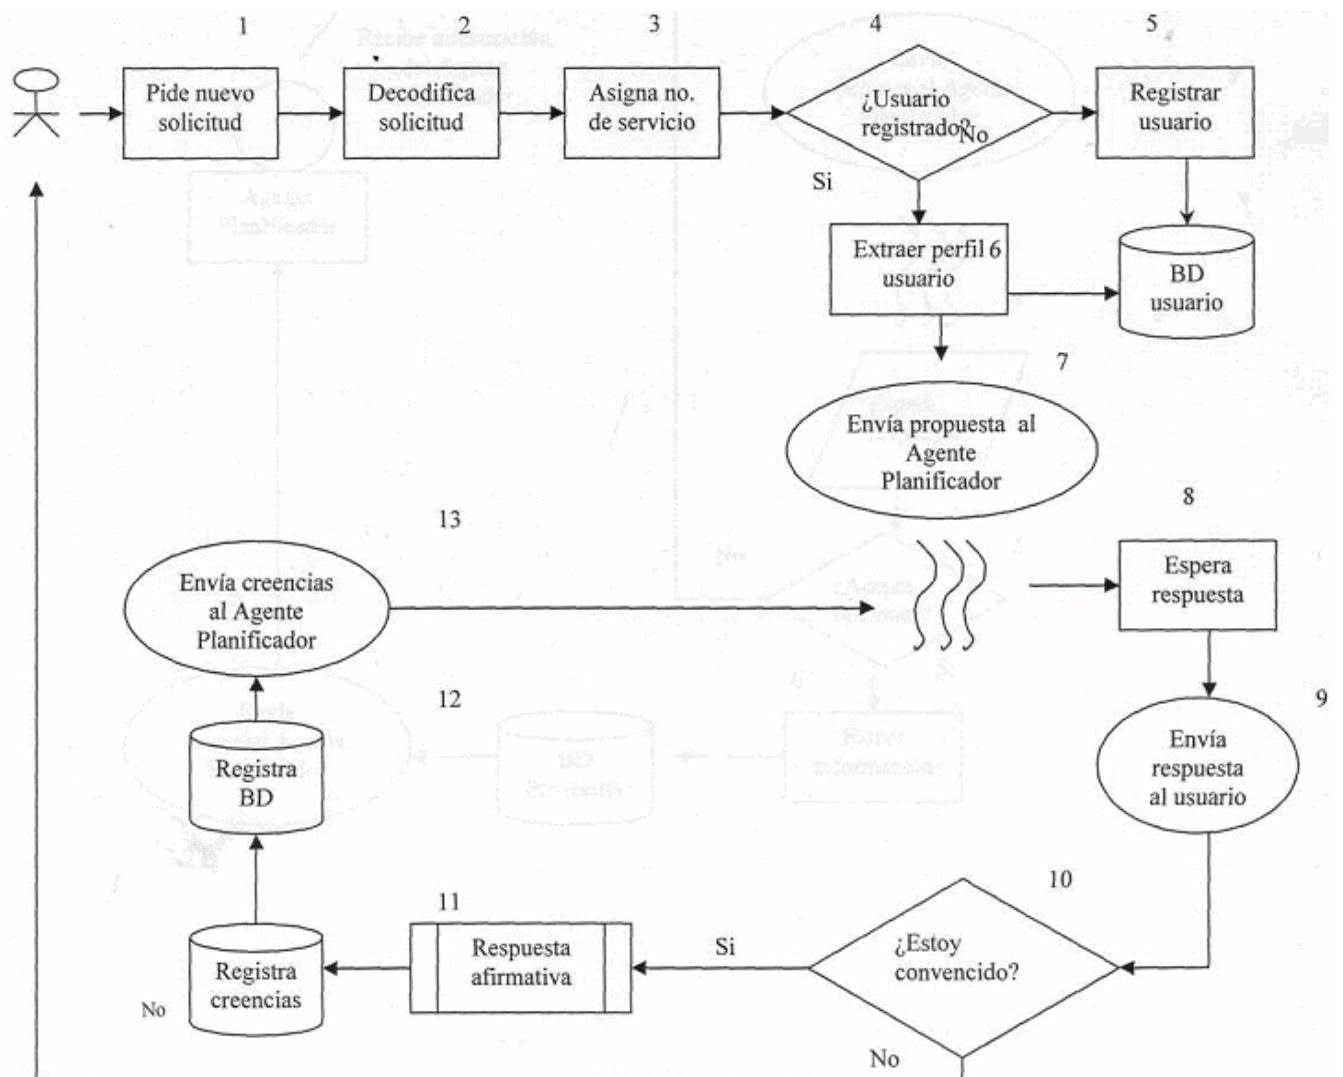 1
2
3
4
5
Pide nuevo
solicitud
Decodifica
solicitud
Asigna no.
de servicio
¿Usuario
registrado?
No
Registrar
usuario
Si
Extraer perfil 6
usuario
BD
usuario
7
Envía propuesta al
Agente
Planificador
8
Espera
respuesta
13
Envía creencias
al Agente
Planificador
12
Registra
BD
9
Envía
respuesta
al usuario
10
¿Estoy
convencido?
Si
11
Respuesta
afirmativa
Registra
creencias
No
No
Agente
Planificador
BD